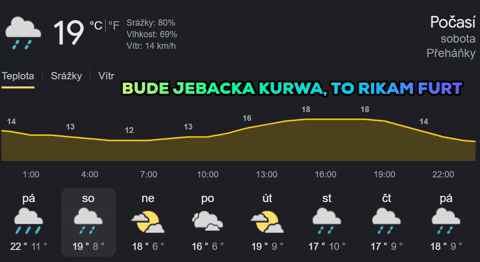 19 °C | °F
Srážky: 80%
Vlhkost: 69%
Vítr: 14 km/h
Počasí
sobota
Přeháňky
Teplota | Srážky | Vítr
BUDE JEBACKA KURWA, TO RIKAM FURT
14 13 12 13 16 18 18 14
1:00 4:00 7:00 10:00 13:00 16:00 19:00 22:00
pá so ne po út st čt pá
22° 11° 19° 8° 18° 6° 16° 6° 19° 9° 17° 10° 17° 9° 18° 9°